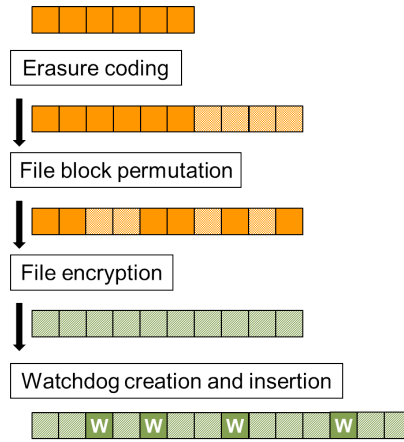 Erasure coding
File block permutation
File encryption
Watchdog creation and insertion
W W W W